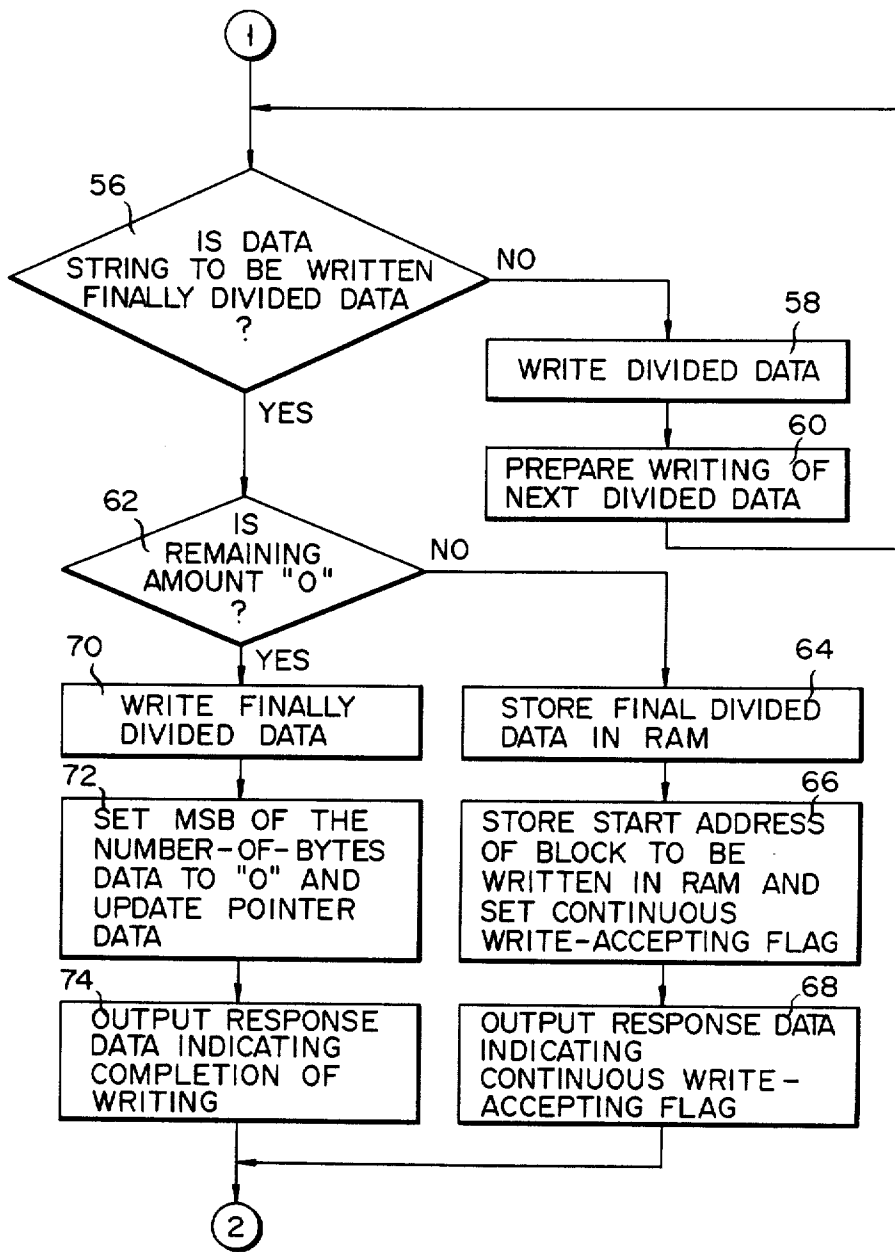 1
56
IS DATA
STRING TO BE WRITTEN
FINALLY DIVIDED DATA
?
NO
58
WRITE DIVIDED DATA
YES
60
PREPARE WRITING OF
NEXT DIVIDED DATA
62
IS
REMAINING
AMOUNT "O"
?
NO
YES
70
WRITE FINALLY
DIVIDED DATA
64
STORE FINAL DIVIDED
DATA IN RAM
72
SET MSB OF THE
NUMBER-OF-BYTES
DATA TO "O" AND
UPDATE POINTER
DATA
66
STORE START ADDRESS
OF BLOCK TO BE
WRITTEN IN RAM AND
SET CONTINUOUS
WRITE-ACCEPTING FLAG
74
OUTPUT RESPONSE
DATA INDICATING
COMPLETION OF
WRITING
68
OUTPUT RESPONSE DATA
INDICATING
CONTINUOUS WRITE-
ACCEPTING FLAG
2